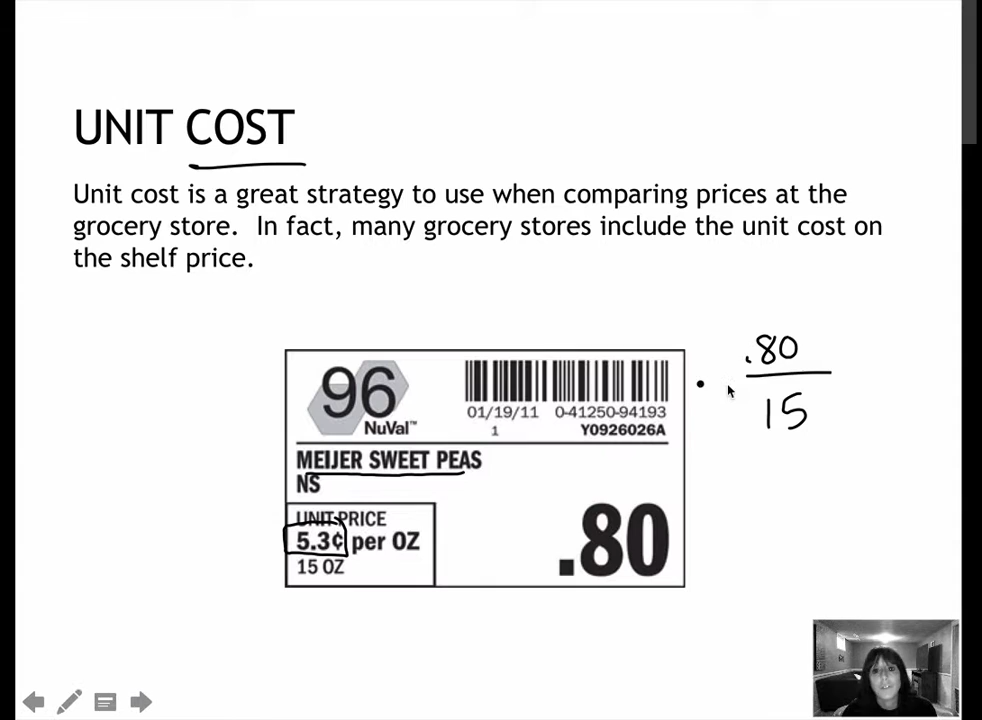 UNIT COST
Unit cost is a great strategy to use when comparing prices at the
grocery store.  In fact, many grocery stores include the unit cost on
the shelf price.
96
NuVal™
01/19/11 0-41250-94193
1 Y0926026A
MEIJER SWEET PEAS
NS
UNIT PRICE
5.3¢ per OZ
15 OZ
.80
.80
15